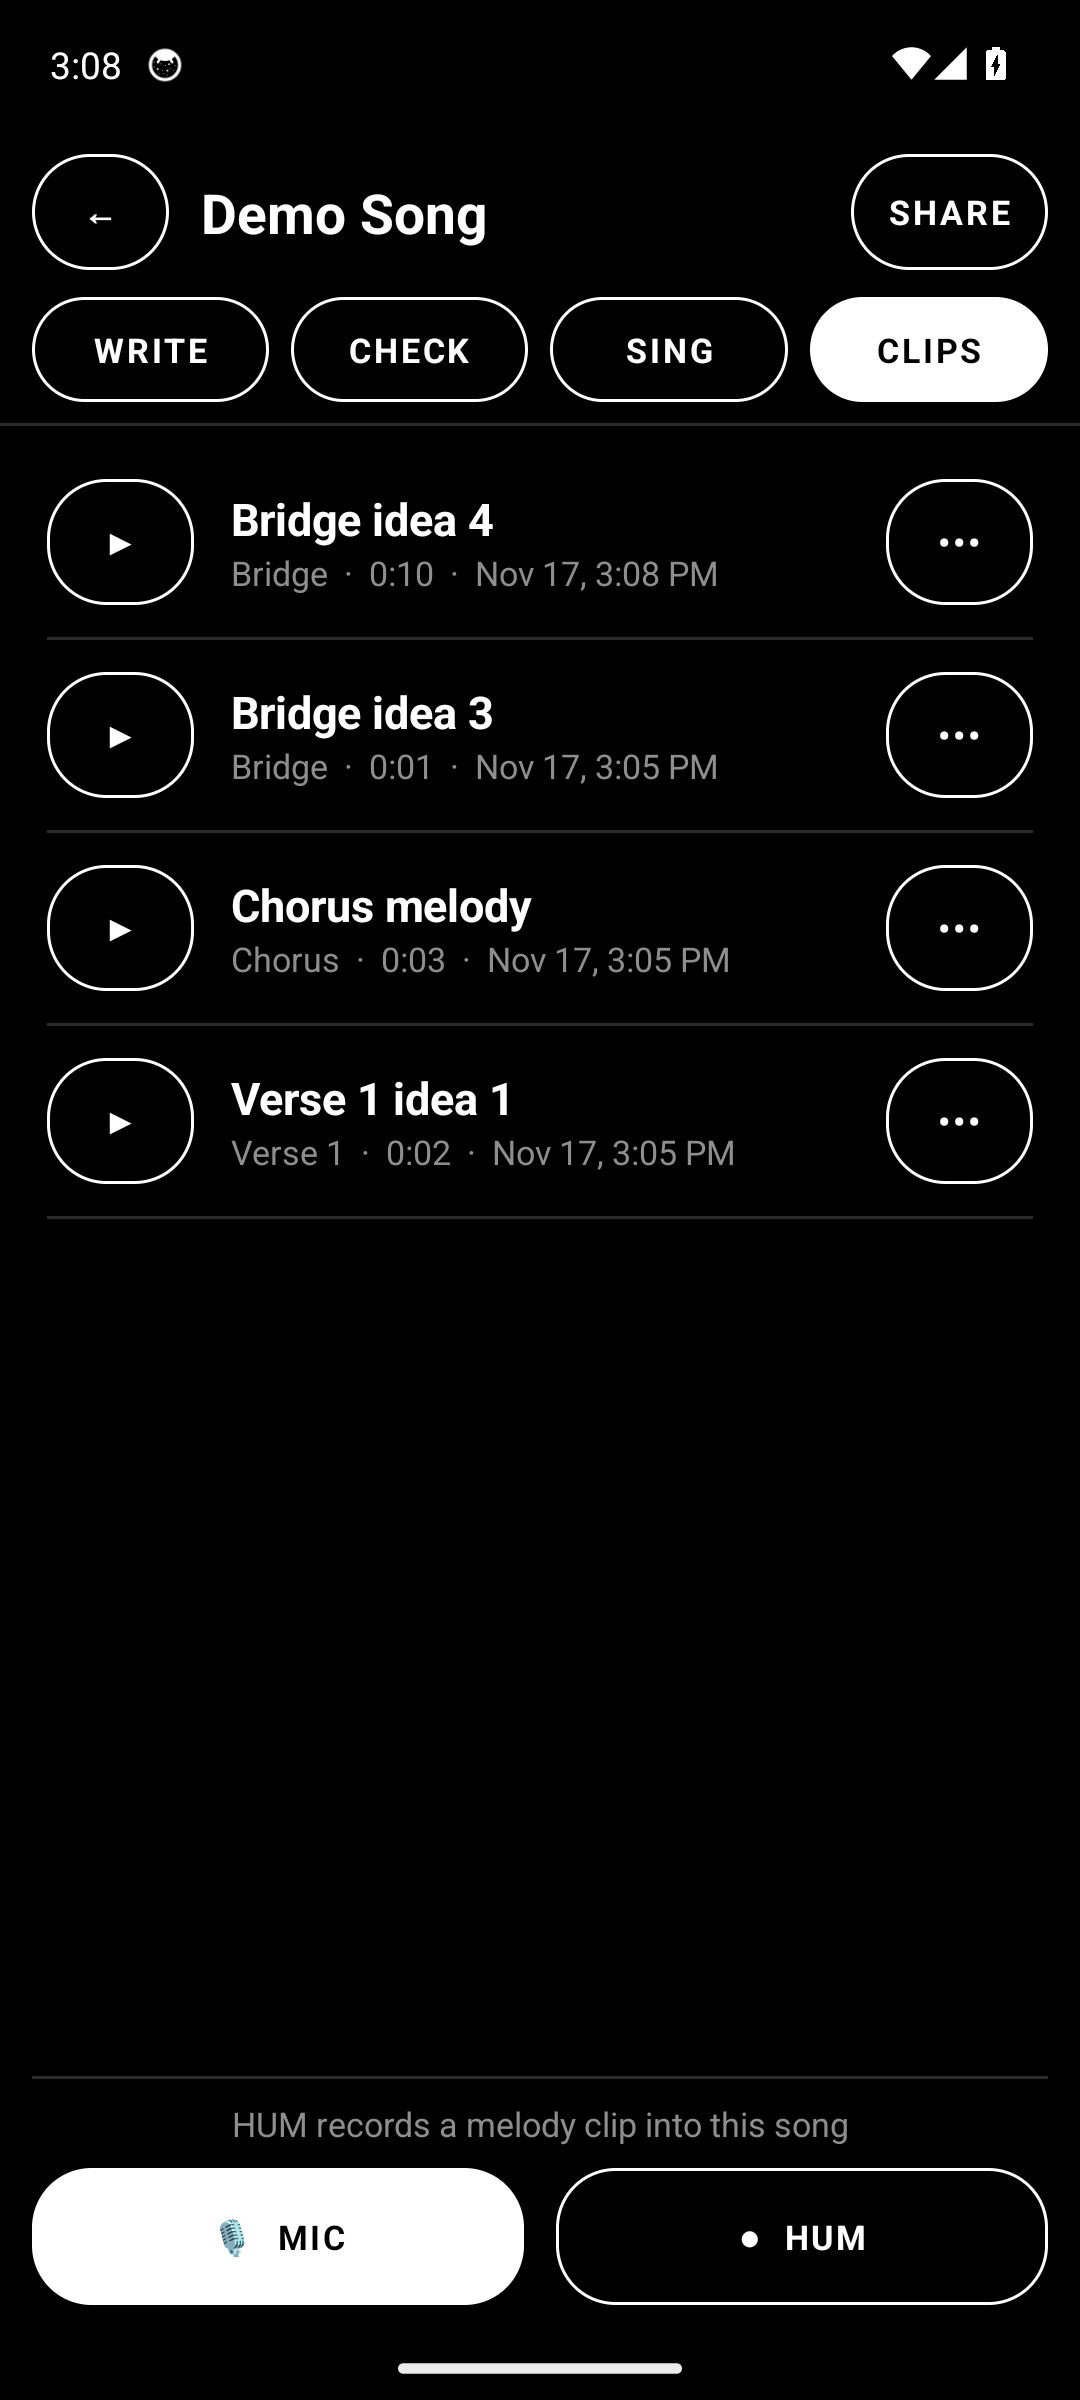 3:08
← Demo Song SHARE
WRITE CHECK SING CLIPS
Bridge idea 4
Bridge · 0:10 · Nov 17, 3:08 PM
Bridge idea 3
Bridge · 0:01 · Nov 17, 3:05 PM
Chorus melody
Chorus · 0:03 · Nov 17, 3:05 PM
Verse 1 idea 1
Verse 1 · 0:02 · Nov 17, 3:05 PM
HUM records a melody clip into this song
🎙️ MIC ● HUM